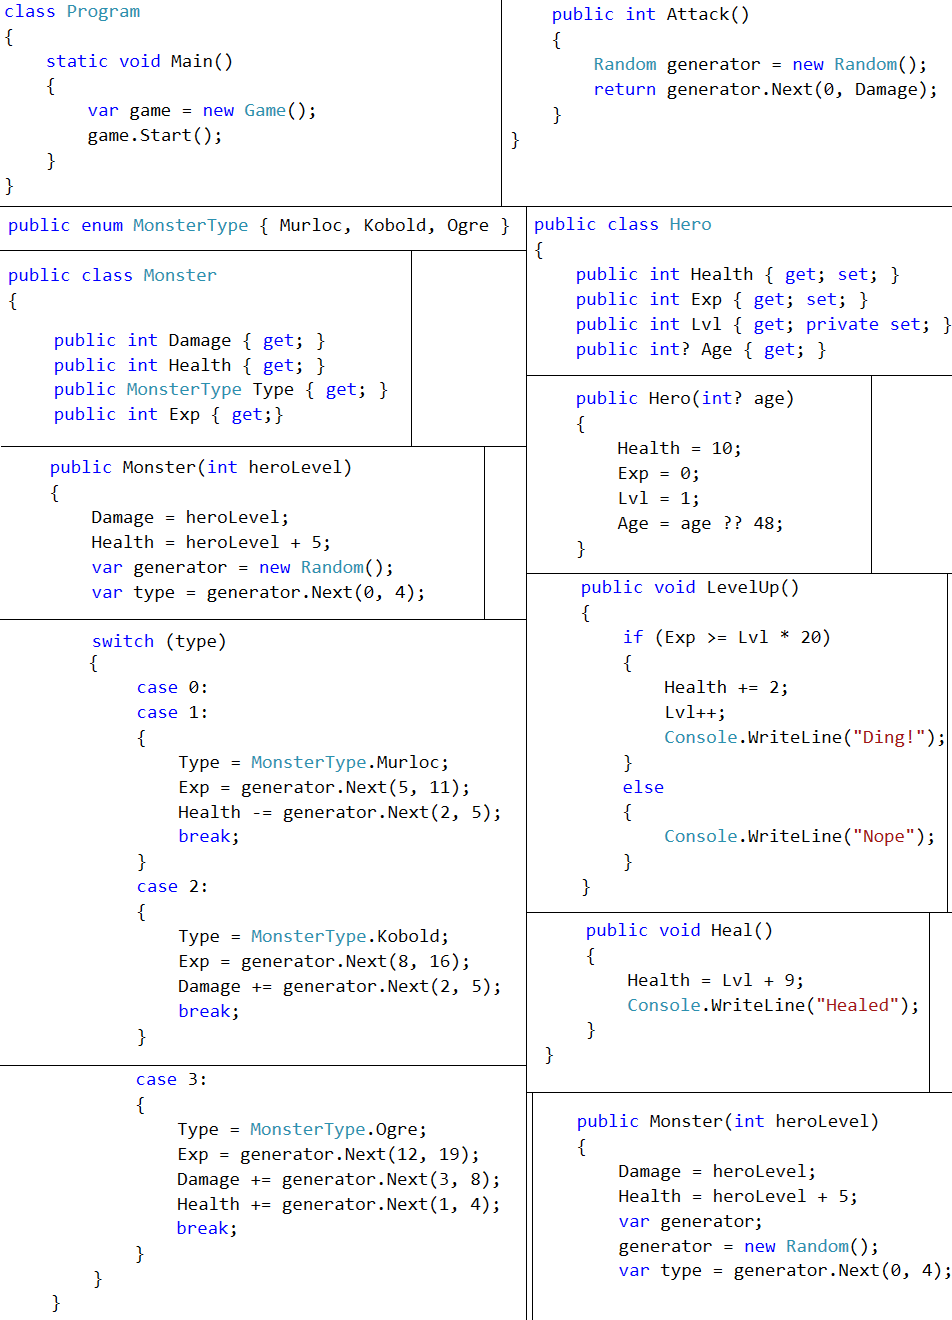 class Program
{
    static void Main()
    {
        var game = new Game();
        game.Start();
    }
}
public int Attack()
{
    Random generator = new Random();
    return generator.Next(0, Damage);
}
}
public enum MonsterType { Murloc, Kobold, Ogre }
public class Monster
{
    public int Damage { get; }
    public int Health { get; }
    public MonsterType Type { get; }
    public int Exp { get;}
    public Monster(int heroLevel)
    {
        Damage = heroLevel;
        Health = heroLevel + 5;
        var generator = new Random();
        var type = generator.Next(0, 4);
        switch (type)
        {
            case 0:
            case 1:
            {
                Type = MonsterType.Murloc;
                Exp = generator.Next(5, 11);
                Health -= generator.Next(2, 5);
                break;
            }
            case 2:
            {
                Type = MonsterType.Kobold;
                Exp = generator.Next(8, 16);
                Damage += generator.Next(2, 5);
                break;
            }
            case 3:
            {
                Type = MonsterType.Ogre;
                Exp = generator.Next(12, 19);
                Damage += generator.Next(3, 8);
                Health += generator.Next(1, 4);
                break;
            }
        }
    }
public class Hero
{
    public int Health { get; set; }
    public int Exp { get; set; }
    public int Lvl { get; private set; }
    public int? Age { get; }
    public Hero(int? age)
    {
        Health = 10;
        Exp = 0;
        Lvl = 1;
        Age = age ?? 48;
    }
    public void LevelUp()
    {
        if (Exp >= Lvl * 20)
        {
            Health += 2;
            Lvl++;
            Console.WriteLine("Ding!");
        }
        else
        {
            Console.WriteLine("Nope");
        }
    }
    public void Heal()
    {
        Health = Lvl + 9;
        Console.WriteLine("Healed");
    }
}
    public Monster(int heroLevel)
    {
        Damage = heroLevel;
        Health = heroLevel + 5;
        var generator;
        generator = new Random();
        var type = generator.Next(0, 4);